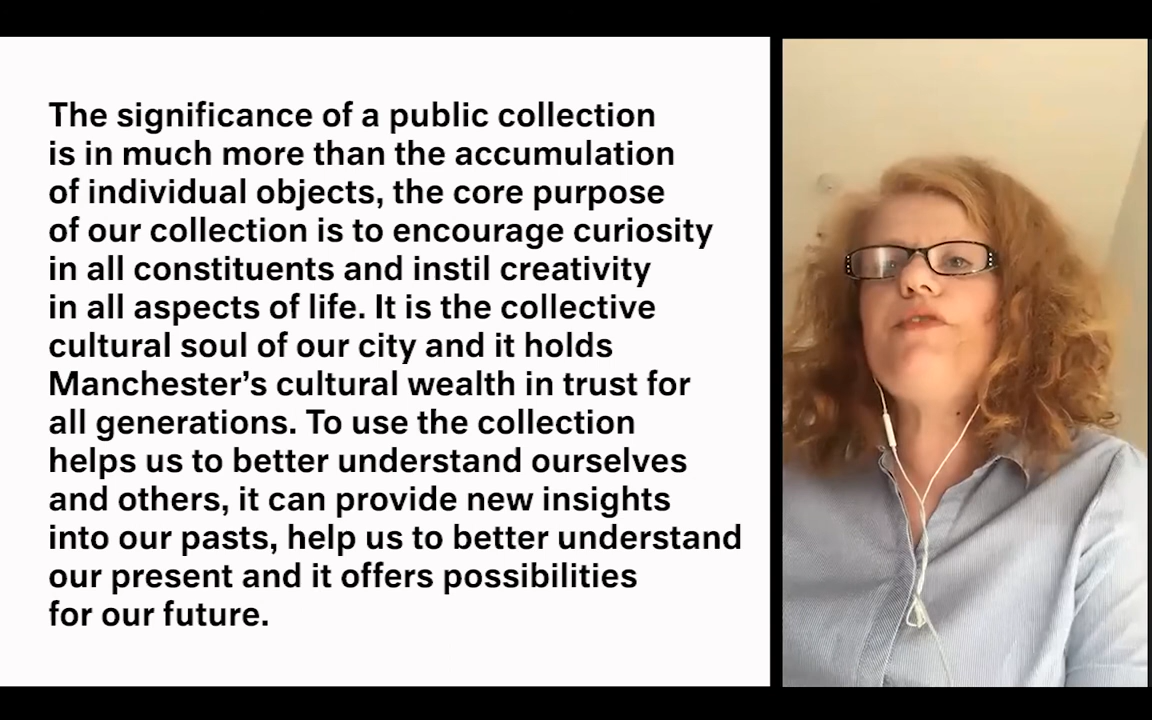 The significance of a public collection
is in much more than the accumulation
of individual objects, the core purpose
of our collection is to encourage curiosity
in all constituents and instil creativity
in all aspects of life. It is the collective
cultural soul of our city and it holds
Manchester’s cultural wealth in trust for
all generations. To use the collection
helps us to better understand ourselves
and others, it can provide new insights
into our pasts, help us to better understand
our present and it offers possibilities
for our future.